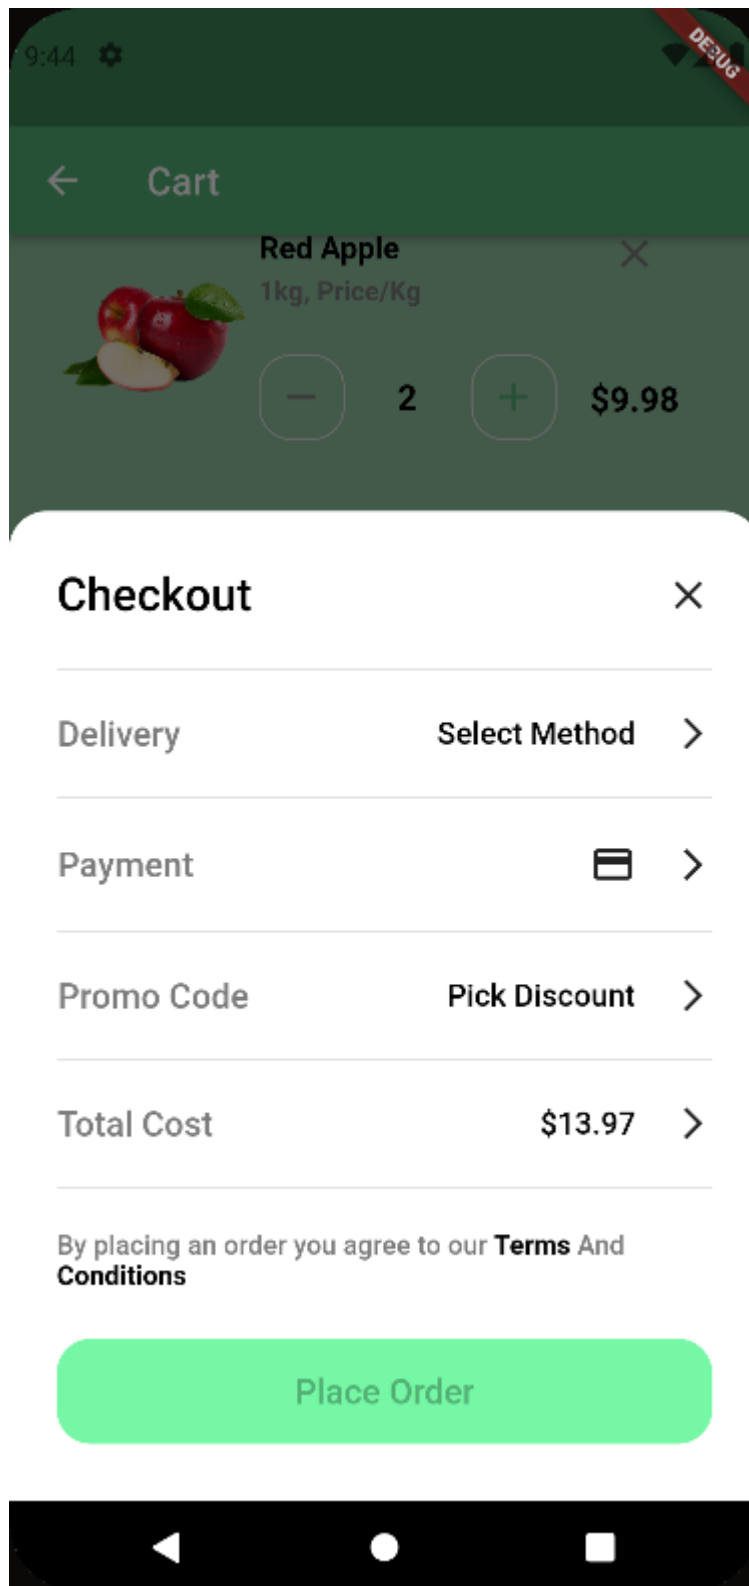 9:44
DEBUG
Cart
Red Apple
1kg, Price/Kg
2
$9.98
Checkout
Delivery
Select Method
Payment
Promo Code
Pick Discount
Total Cost
$13.97
By placing an order you agree to our Terms And
Conditions
Place Order